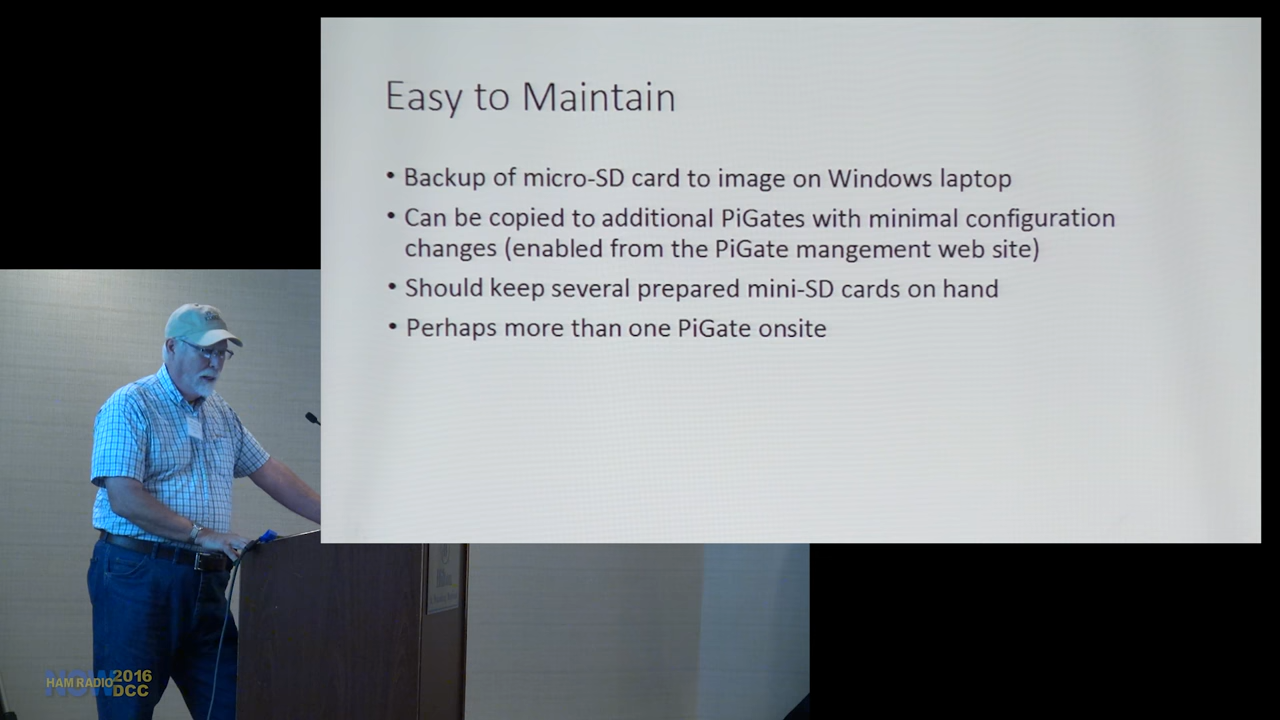 Easy to Maintain
• Backup of micro-SD card to image on Windows laptop
• Can be copied to additional PiGates with minimal configuration
changes (enabled from the PiGate mangement web site)
• Should keep several prepared mini-SD cards on hand
• Perhaps more than one PiGate onsite
HAM RADIO NOW 2016
DCC